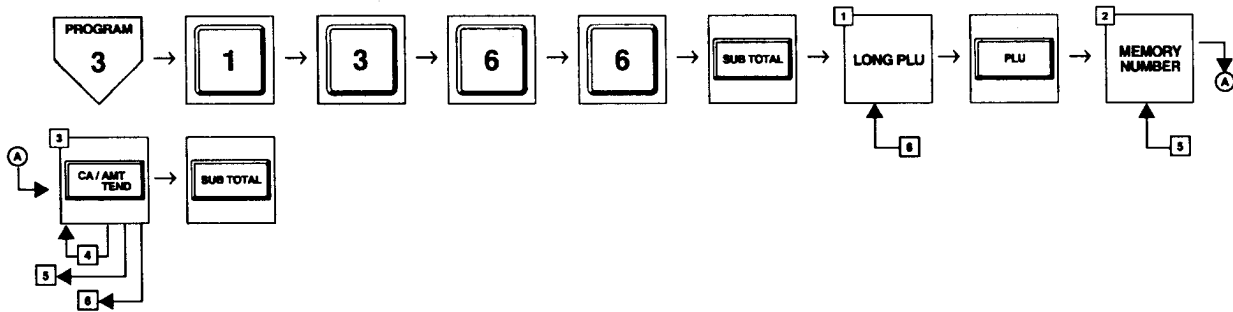 PROGRAM
3
1
3
6
6
SUB TOTAL
1
LONG PLU
6
PLU
2
MEMORY
NUMBER
5
A
A
3
CA / AMT
TEND
4
5
6
SUB TOTAL